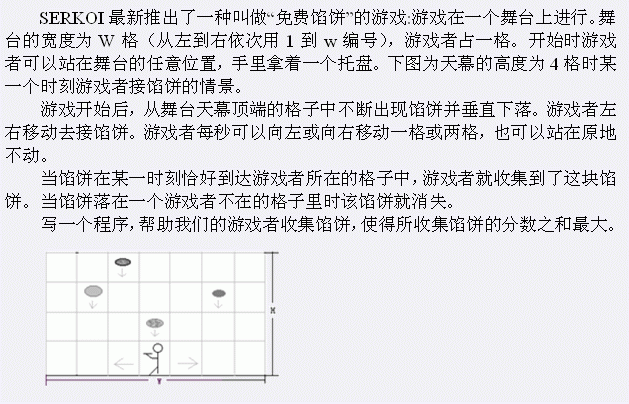 SERKOI 最新推出了一种叫做“免费馅饼”的游戏:游戏在一个舞台上进行。舞
台的宽度为 W 格（从左到右依次用 1 到 w 编号），游戏者占一格。开始时游戏
者可以站在舞台的任意位置，手里拿着一个托盘。下图为天幕的高度为 4 格时某
一个时刻游戏者接馅饼的情景。
游戏开始后，从舞台天幕顶端的格子中不断出现馅饼并垂直下落。游戏者左
右移动去接馅饼。游戏者每秒可以向左或向右移动一格或两格，也可以站在原地
不动。
当馅饼在某一时刻恰好到达游戏者所在的格子中，游戏者就收集到了这块馅
饼。当馅饼落在一个游戏者不在的格子里时该馅饼就消失。
写一个程序，帮助我们的游戏者收集馅饼，使得所收集馅饼的分数之和最大。